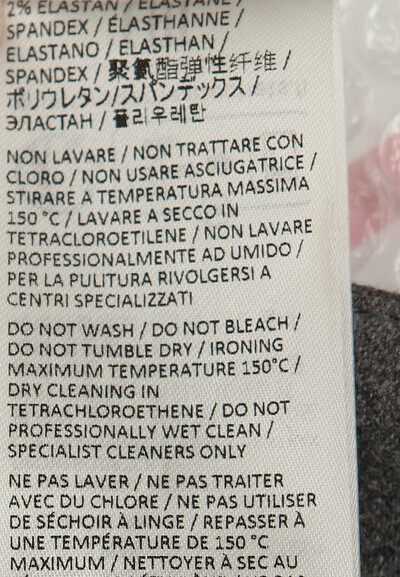 2% ELASTAN / ELASTANE /
SPANDEX / ÉLASTHANNE /
ELASTANO / ELASTHAN /
SPANDEX / 聚氨酯弹性纤维 /
ポリウレタン/スパンデックス /
ЭЛАСТАН / 폴리우레탄
NON LAVARE / NON TRATTARE CON
CLORO / NON USARE ASCIUGATRICE /
STIRARE A TEMPERATURA MASSIMA
150 °C / LAVARE A SECCO IN
TETRACLOROETILENE / NON LAVARE
PROFESSIONALMENTE AD UMIDO /
PER LA PULITURA RIVOLGERSI A
CENTRI SPECIALIZZATI
DO NOT WASH / DO NOT BLEACH /
DO NOT TUMBLE DRY / IRONING
MAXIMUM TEMPERATURE 150°C /
DRY CLEANING IN
TETRACHLOROETHENE / DO NOT
PROFESSIONALLY WET CLEAN /
SPECIALIST CLEANERS ONLY
NE PAS LAVER / NE PAS TRAITER
AVEC DU CHLORE / NE PAS UTILISER
DE SÉCHOIR À LINGE / REPASSER À
UNE TEMPÉRATURE DE 150 °C
MAXIMUM / NETTOYER À SEC AU